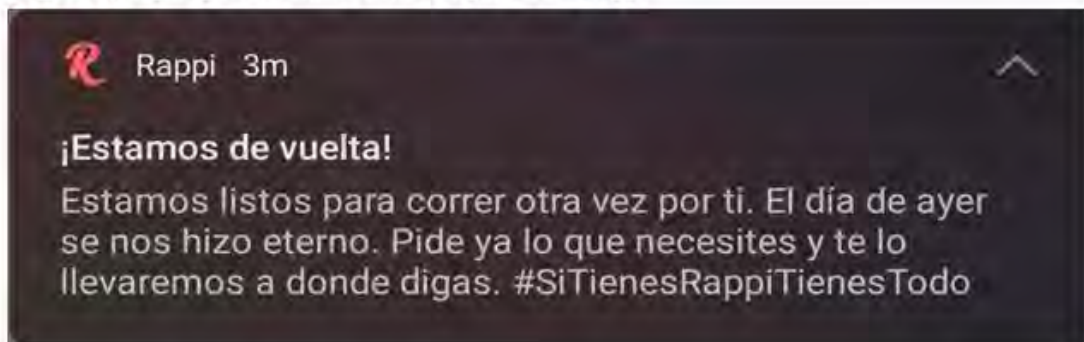 Rappi 3m
¡Estamos de vuelta!
Estamos listos para correr otra vez por ti. El día de ayer
se nos hizo eterno. Pide ya lo que necesites y te lo
llevaremos a donde digas. #SiTienesRappiTienesTodo